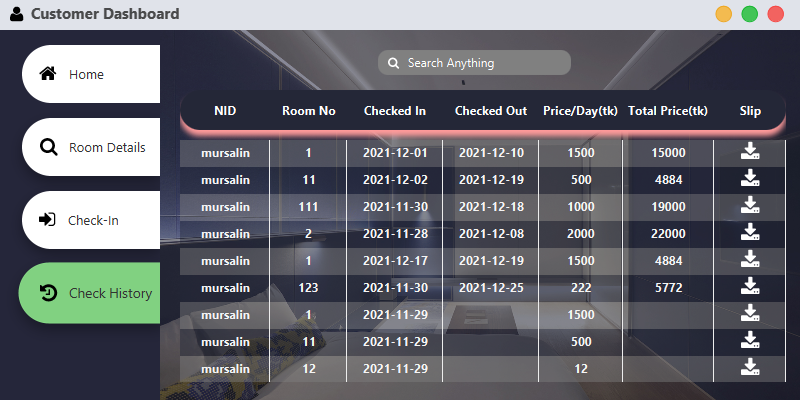 Customer Dashboard
Home
Room Details
Check-In
Check History
Search Anything
NID Room No Checked In Checked Out Price/Day(tk) Total Price(tk) Slip
mursalin 1 2021-12-01 2021-12-10 1500 15000
mursalin 11 2021-12-02 2021-12-19 500 4884
mursalin 111 2021-11-30 2021-12-18 1000 19000
mursalin 2 2021-11-28 2021-12-08 2000 22000
mursalin 1 2021-12-17 2021-12-19 1500 4884
mursalin 123 2021-11-30 2021-12-25 222 5772
mursalin 1 2021-11-29 1500
mursalin 11 2021-11-29 500
mursalin 12 2021-11-29 12